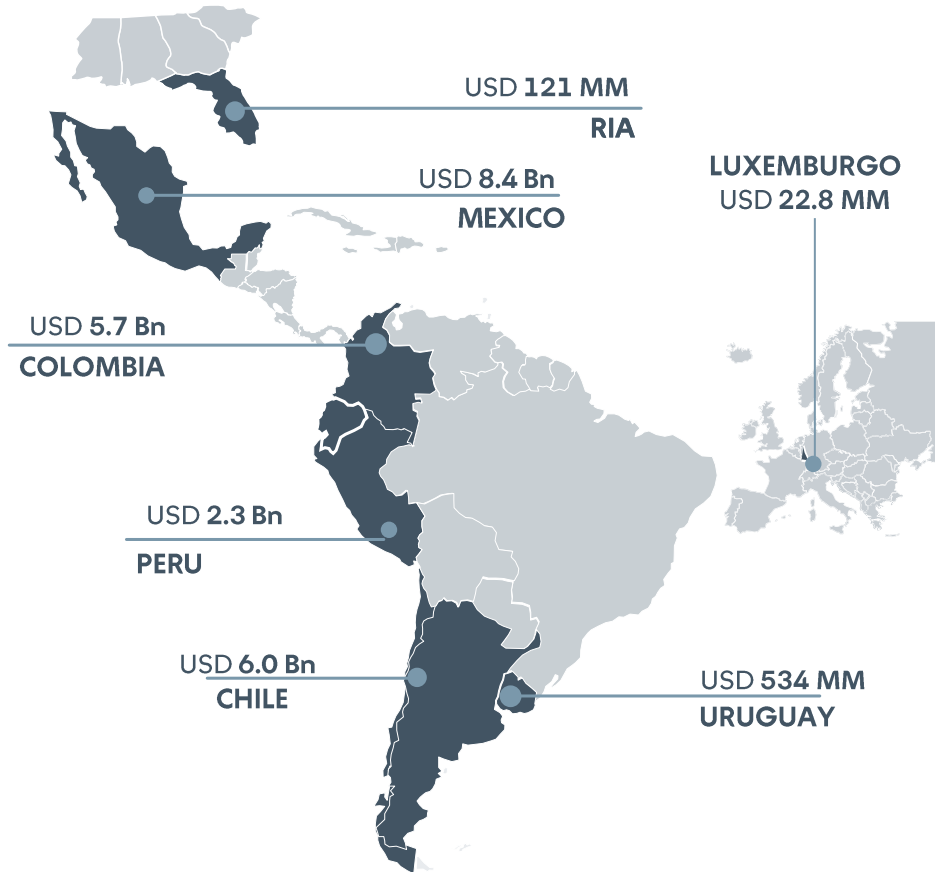 USD 121 MM
RIA
USD 8.4 Bn
MEXICO
LUXEMBURGO
USD 22.8 MM
USD 5.7 Bn
COLOMBIA
USD 2.3 Bn
PERU
USD 6.0 Bn
CHILE
USD 534 MM
URUGUAY